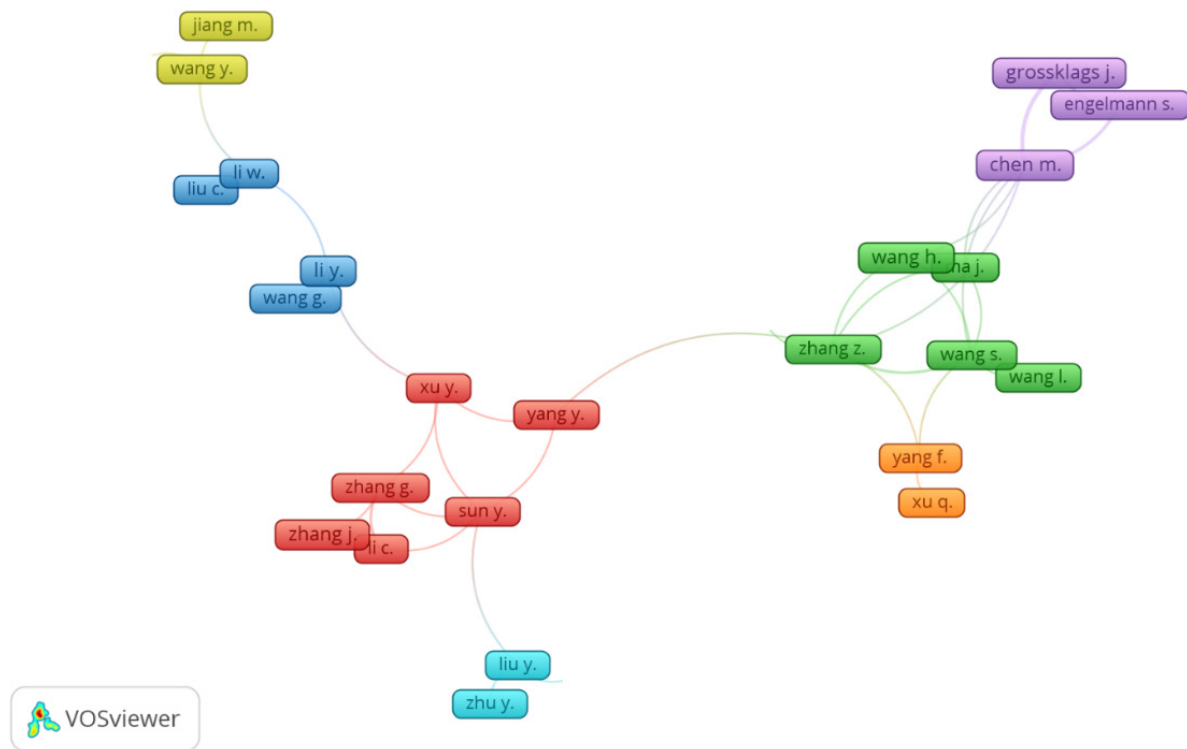 jiang m.
wang y.
grossklags j.
engelmann s.
chen m.
li w.
liu c.
wang h.
li y.
wang g.
zhang z.
wang s.
wang l.
xu y.
yang y.
yang f.
zhang g.
xu q.
sun y.
zhang j.
li c.
liu y.
zhu y.
VOSviewer